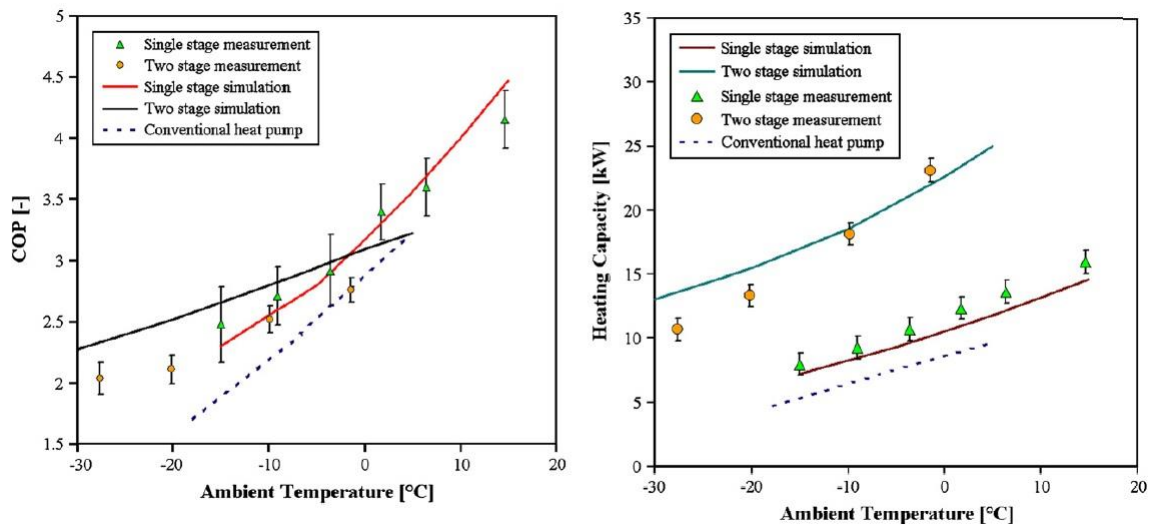 5
4.5
4
3.5
3
2.5
2
1.5
COP [-]
Single stage measurement
Two stage measurement
Single stage simulation
Two stage simulation
Conventional heat pump
-30
-20
-10
0
10
20
Ambient Temperature [°C]
35
30
25
20
15
10
5
0
Heating Capacity [kW]
Single stage simulation
Two stage simulation
Single stage measurement
Two stage measurement
Conventional heat pump
-30
-20
-10
0
10
20
Ambient Temperature [°C]